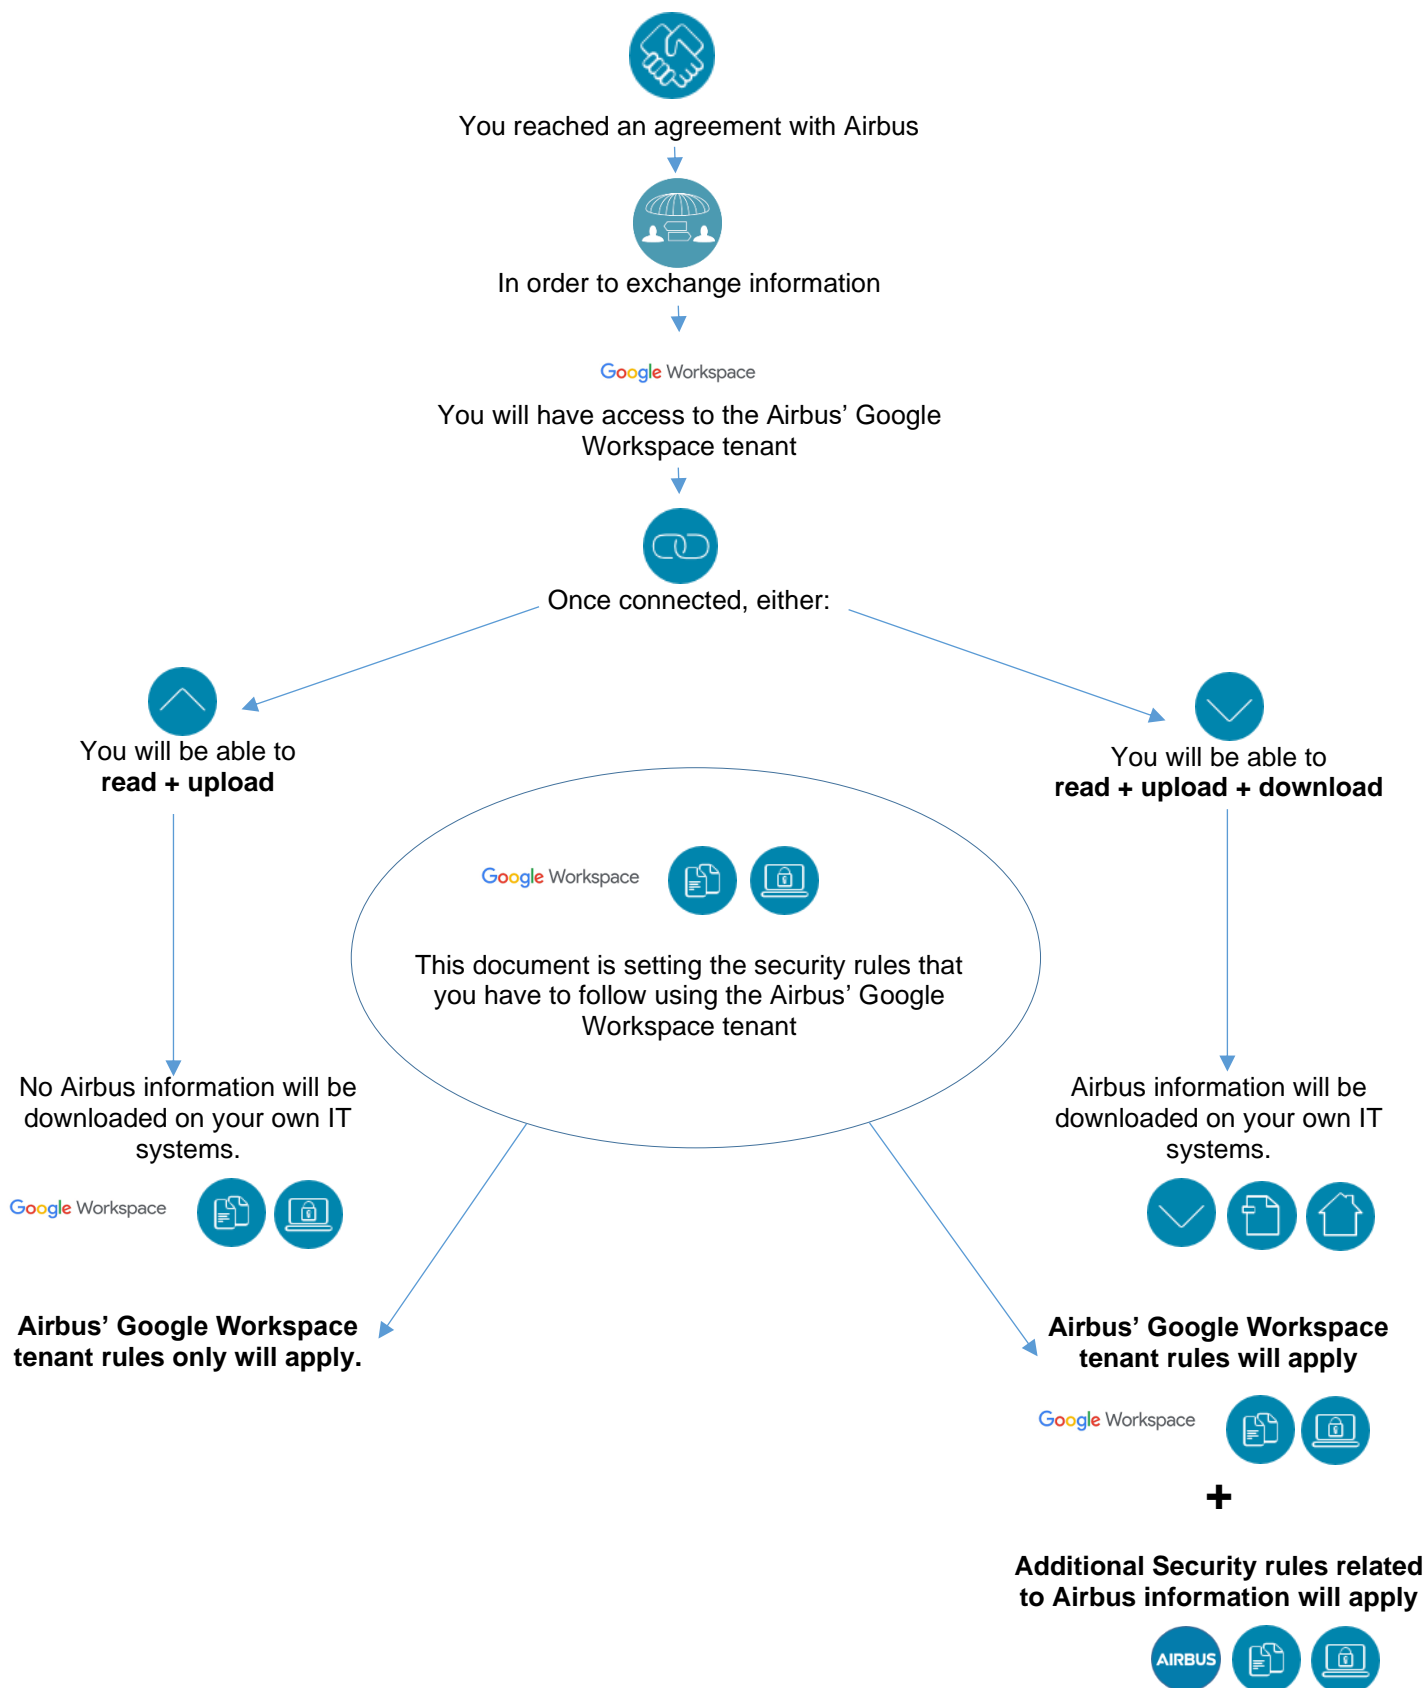 You reached an agreement with Airbus
In order to exchange information
Google Workspace
You will have access to the Airbus’ Google
Workspace tenant
Once connected, either:
You will be able to
read + upload
You will be able to
read + upload + download
Google Workspace
This document is setting the security rules that
you have to follow using the Airbus’ Google
Workspace tenant
No Airbus information will be
downloaded on your own IT
systems.
Google Workspace
Airbus information will be
downloaded on your own IT
systems.
Airbus’ Google Workspace
tenant rules only will apply.
Airbus’ Google Workspace
tenant rules will apply
Google Workspace
+
Additional Security rules related
to Airbus information will apply
AIRBUS